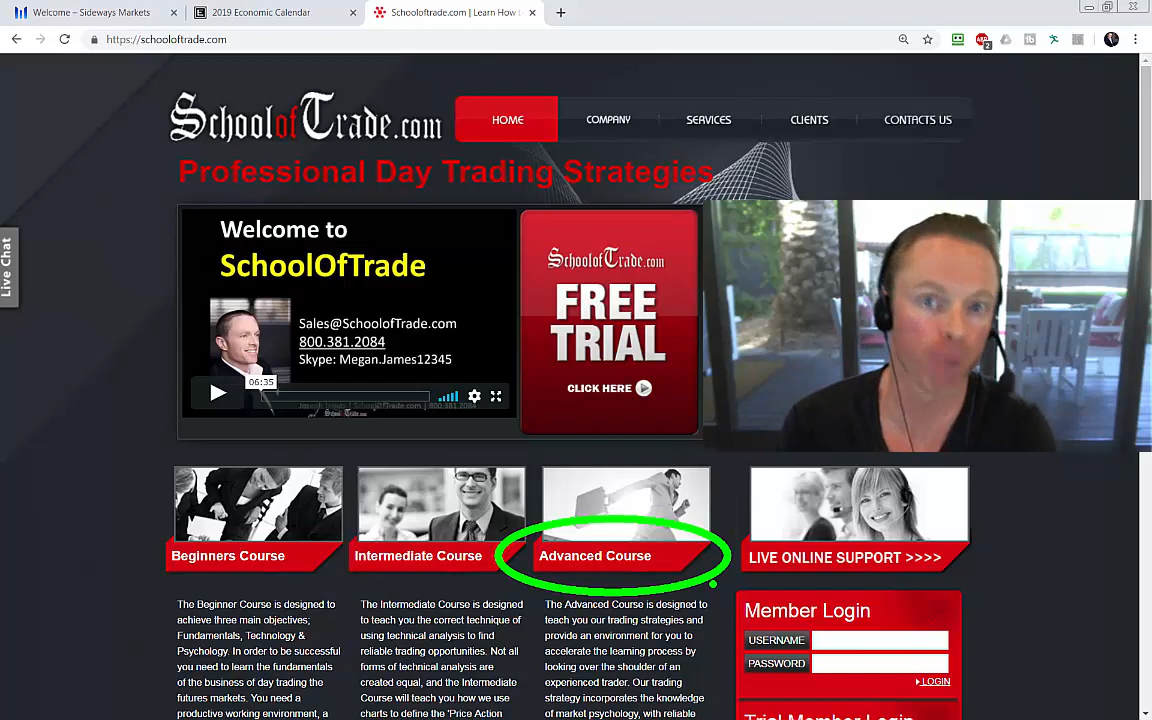 Welcome – Sideways Markets
2019 Economic Calendar
Schooloftrade.com | Learn How t
https://schooloftrade.com
SchoolofTrade.com
HOME
COMPANY
SERVICES
CLIENTS
CONTACTS US
Professional Day Trading Strategies
Live Chat
Welcome to
SchoolOfTrade
Sales@SchoolofTrade.com
800.381.2084
Skype: Megan.James12345
06:35
SchoolofTrade.com
FREE
TRIAL
CLICK HERE
Beginners Course
Intermediate Course
Advanced Course
LIVE ONLINE SUPPORT >>>>
The Beginner Course is designed to
achieve three main objectives;
Fundamentals, Technology &
Psychology. In order to be successful
you need to learn the fundamentals
of the business of day trading the
futures markets. You need a
productive working environment, a
The Intermediate Course is designed
to teach you the correct technique of
using technical analysis to find
reliable trading opportunities. Not all
forms of technical analysis are
created equal, and the Intermediate
Course will teach you how we use
charts to define the 'Price Action
The Advanced Course is designed to
teach you our trading strategies and
provide an environment for you to
accelerate the learning process by
looking over the shoulder of an
experienced trader. Our trading
strategy incorporates the knowledge
of market psychology, with reliable
Member Login
USERNAME
PASSWORD
LOGIN
Trial Member Login